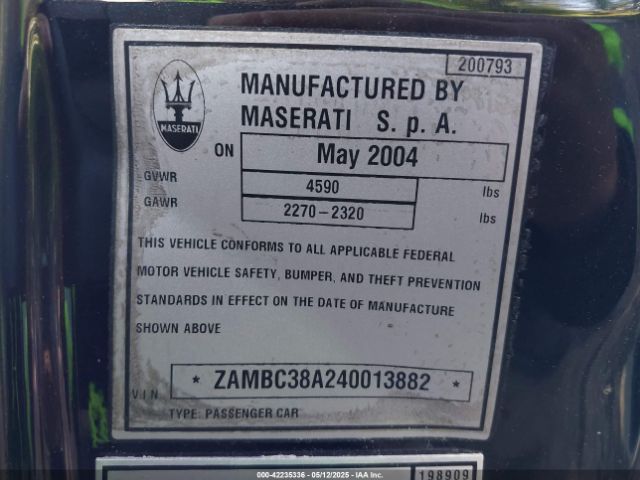 200793
MASERATI
MANUFACTURED BY
MASERATI S. p. A.
ON May 2004
GVWR 4590 lbs
GAWR 2270-2320 lbs
THIS VEHICLE CONFORMS TO ALL APPLICABLE FEDERAL
MOTOR VEHICLE SAFETY, BUMPER, AND THEFT PREVENTION
STANDARDS IN EFFECT ON THE DATE OF MANUFACTURE
SHOWN ABOVE
VIN * ZAMBC38A240013882 *
TYPE: PASSENGER CAR
198909
000-42235336 - 05/12/2025 - IAA Inc.